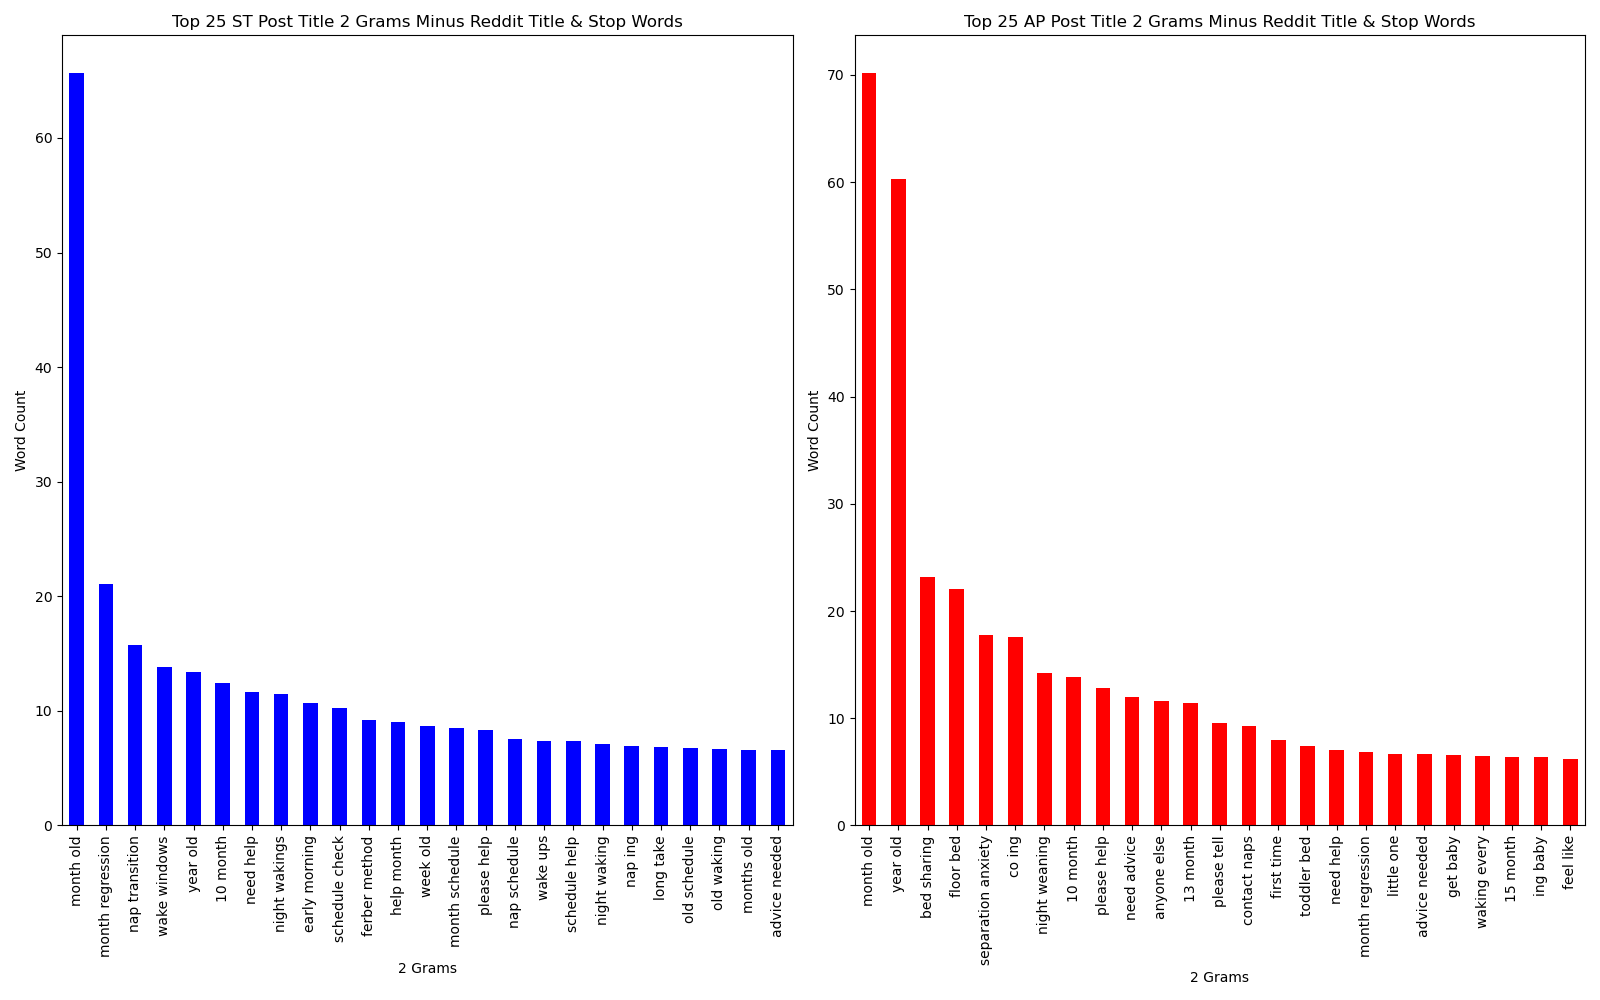 Top 25 ST Post Title 2 Grams Minus Reddit Title & Stop Words
Word Count
60
50
40
30
20
10
0
month old
month regression
nap transition
wake windows
year old
10 month
need help
night wakings
early morning
schedule check
ferber method
help month
week old
month schedule
please help
nap schedule
wake ups
schedule help
night waking
nap ing
long take
old schedule
old waking
months old
advice needed
2 Grams
Top 25 AP Post Title 2 Grams Minus Reddit Title & Stop Words
Word Count
70
60
50
40
30
20
10
0
month old
year old
bed sharing
floor bed
separation anxiety
co ing
night weaning
10 month
please help
need advice
anyone else
13 month
please tell
contact naps
first time
toddler bed
need help
month regression
little one
advice needed
get baby
waking every
15 month
ing baby
feel like
2 Grams